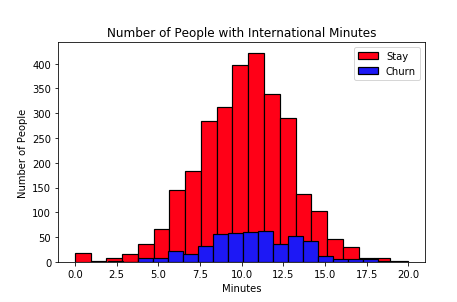 Number of People with International Minutes
Stay
Churn
Number of People
400
350
300
250
200
150
100
50
0
0.0 2.5 5.0 7.5 10.0 12.5 15.0 17.5 20.0
Minutes